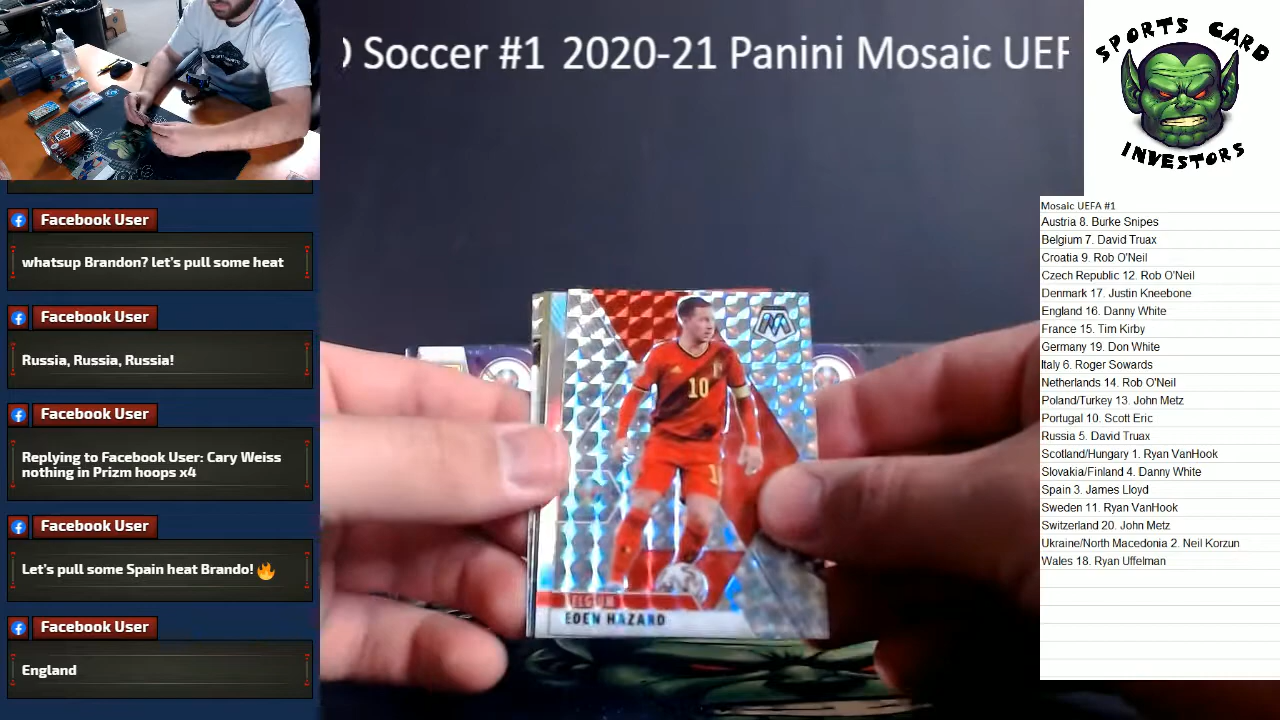 ) Soccer #1 2020-21 Panini Mosaic UEF
SPORTS CARD
INVESTORS
Facebook User
whatsup Brandon? let's pull some heat
Facebook User
Russia, Russia, Russia!
Facebook User
Replying to Facebook User: Cary Weiss
nothing in Prizm hoops x4
Facebook User
Let's pull some Spain heat Brando! 🔥
Facebook User
England
10
BELGIUM
EDEN HAZARD
Mosaic UEFA #1
Austria 8. Burke Snipes
Belgium 7. David Truax
Croatia 9. Rob O'Neil
Czech Republic 12. Rob O'Neil
Denmark 17. Justin Kneebone
England 16. Danny White
France 15. Tim Kirby
Germany 19. Don White
Italy 6. Roger Sowards
Netherlands 14. Rob O'Neil
Poland/Turkey 13. John Metz
Portugal 10. Scott Eric
Russia 5. David Truax
Scotland/Hungary 1. Ryan VanHook
Slovakia/Finland 4. Danny White
Spain 3. James Lloyd
Sweden 11. Ryan VanHook
Switzerland 20. John Metz
Ukraine/North Macedonia 2. Neil Korzun
Wales 18. Ryan Uffelman